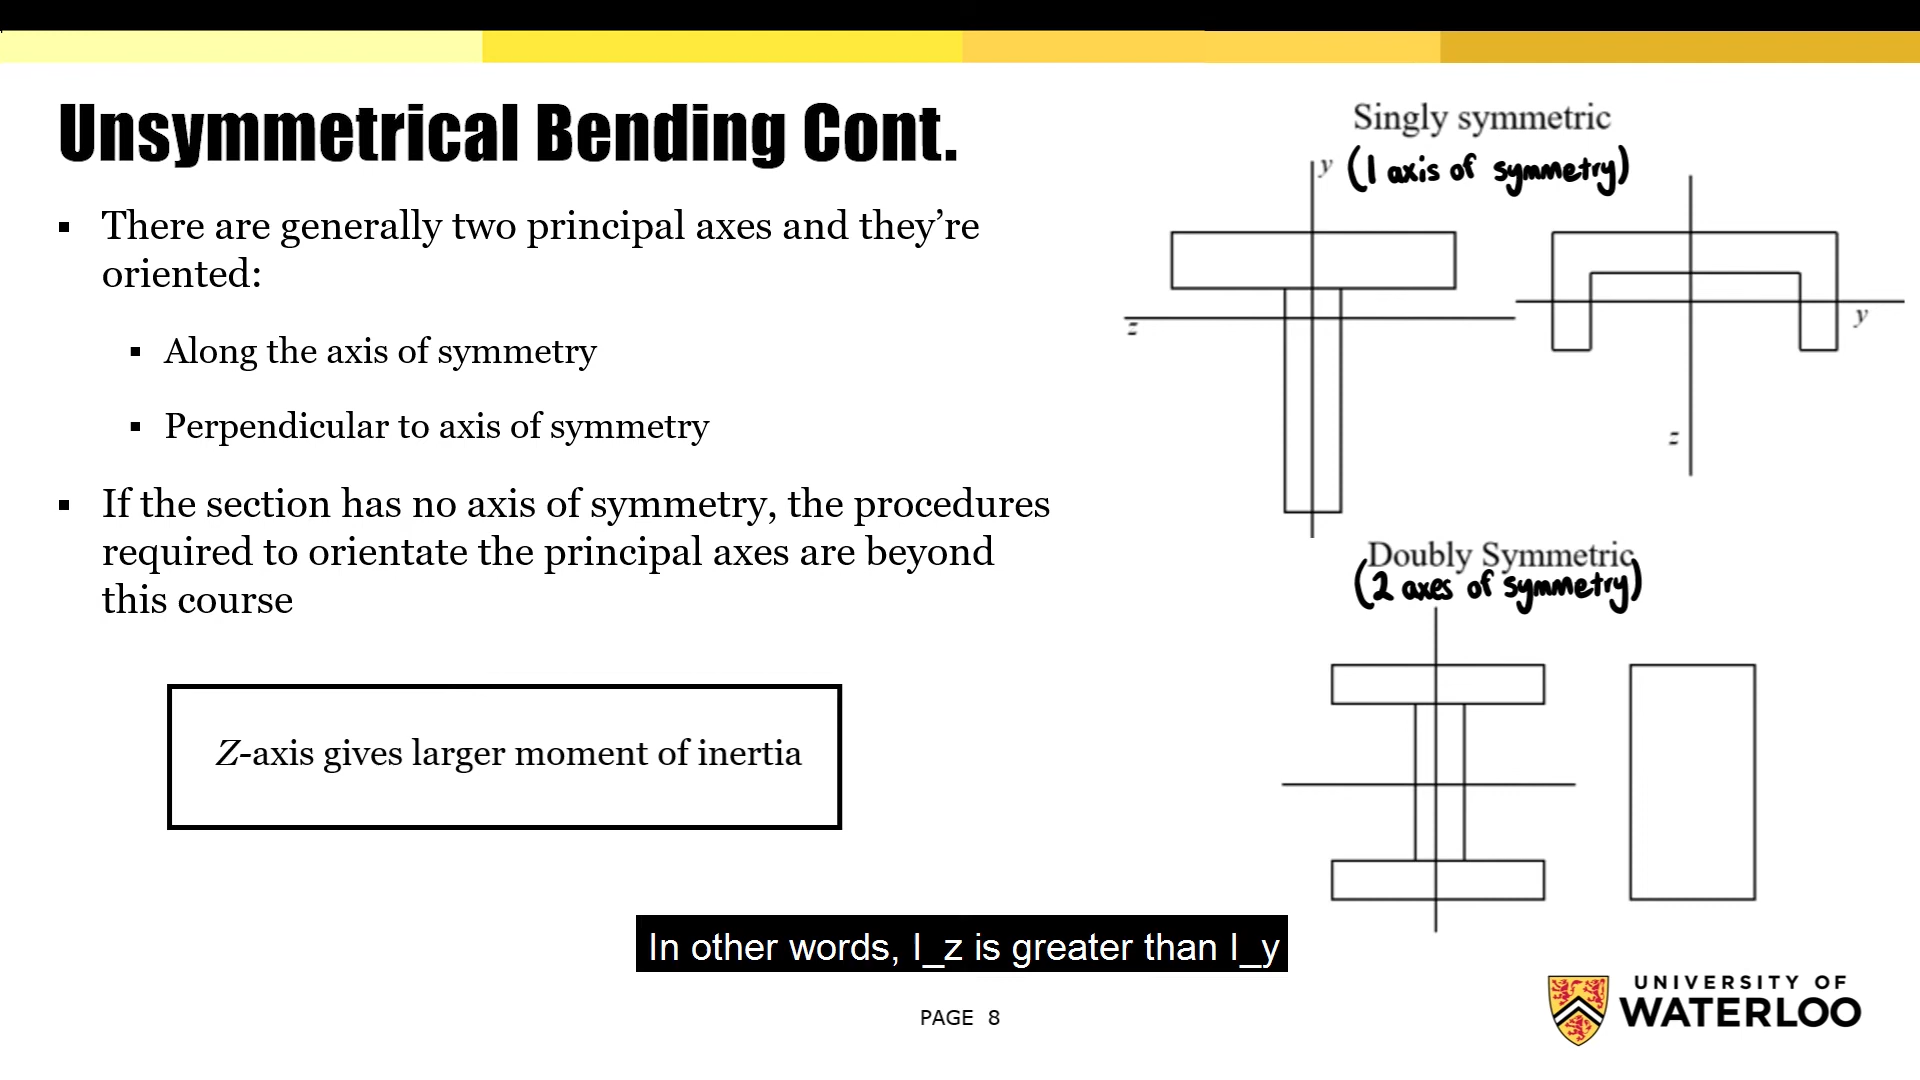 Unsymmetrical Bending Cont.
▪ There are generally two principal axes and they’re
oriented:
▪ Along the axis of symmetry
▪ Perpendicular to axis of symmetry
▪ If the section has no axis of symmetry, the procedures
required to orientate the principal axes are beyond
this course
Z-axis gives larger moment of inertia
Singly symmetric
y (1 axis of symmetry)
z
y
z
Doubly Symmetric
(2 axes of symmetry)
In other words, I_z is greater than I_y
PAGE 8
UNIVERSITY OF
WATERLOO